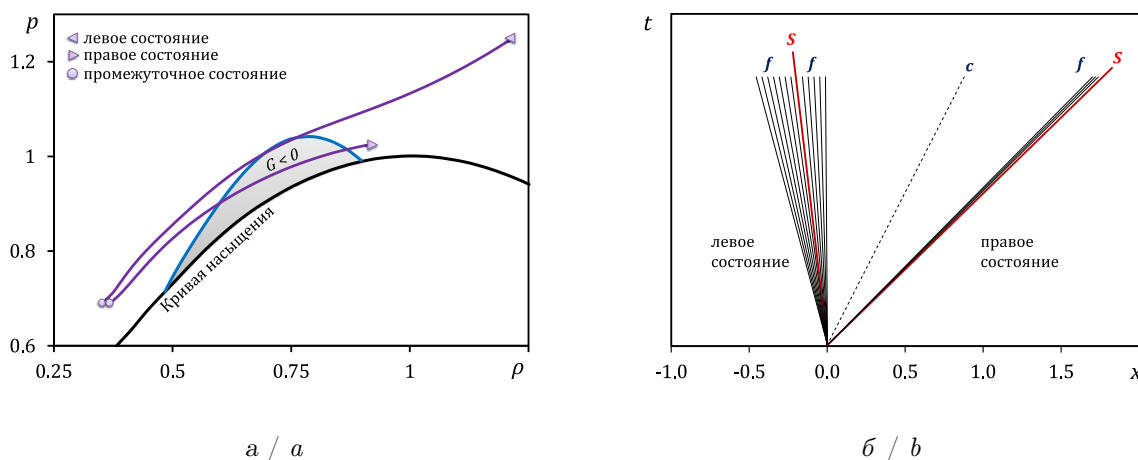 p
левое состояние
правое состояние
промежуточное состояние
1.2
1
0.8
0.6
G < 0
Кривая насыщения
0.25
0.5
0.75
1
ρ
а / a
t
S
f
f
c
f
S
левое
состояние
правое
состояние
-1.0
-0.5
0.0
0.5
1.0
1.5
x
б / b